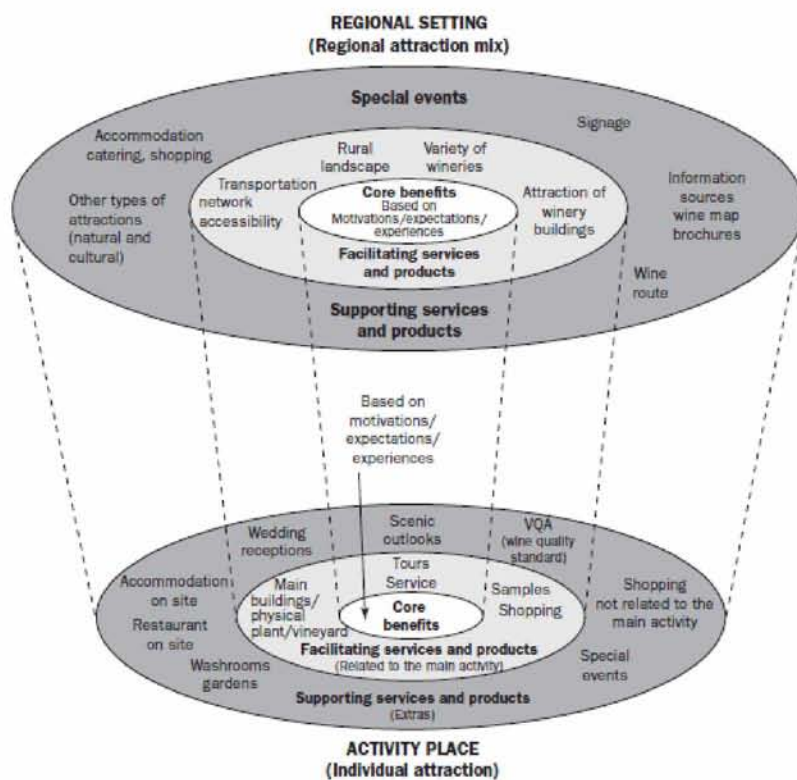 REGIONAL SETTING
(Regional attraction mix)
Special events
Signage
Accommodation
catering, shopping
Rural
landscape
Variety of
wineries
Information
sources
wine map
brochures
Other types of
attractions
(natural and
cultural)
Transportation
network
accessibility
Core benefits
Based on
Motivations/expectations/
experiences
Attraction of
winery
buildings
Facilitating services
and products
Wine
route
Supporting services
and products
Based on
motivations/
expectations/
experiences
Wedding
receptions
Scenic
outlooks
VQA
(wine quality
standard)
Accommodation
on site
Restaurant
on site
Washrooms
gardens
Main
buildings/
physical
plant/vineyard
Tours
Service
Samples
Shopping
Core
benefits
Shopping
not related to the
main activity
Facilitating services and products
(Related to the main activity)
Special
events
Supporting services and products
(Extras)
ACTIVITY PLACE
(Individual attraction)